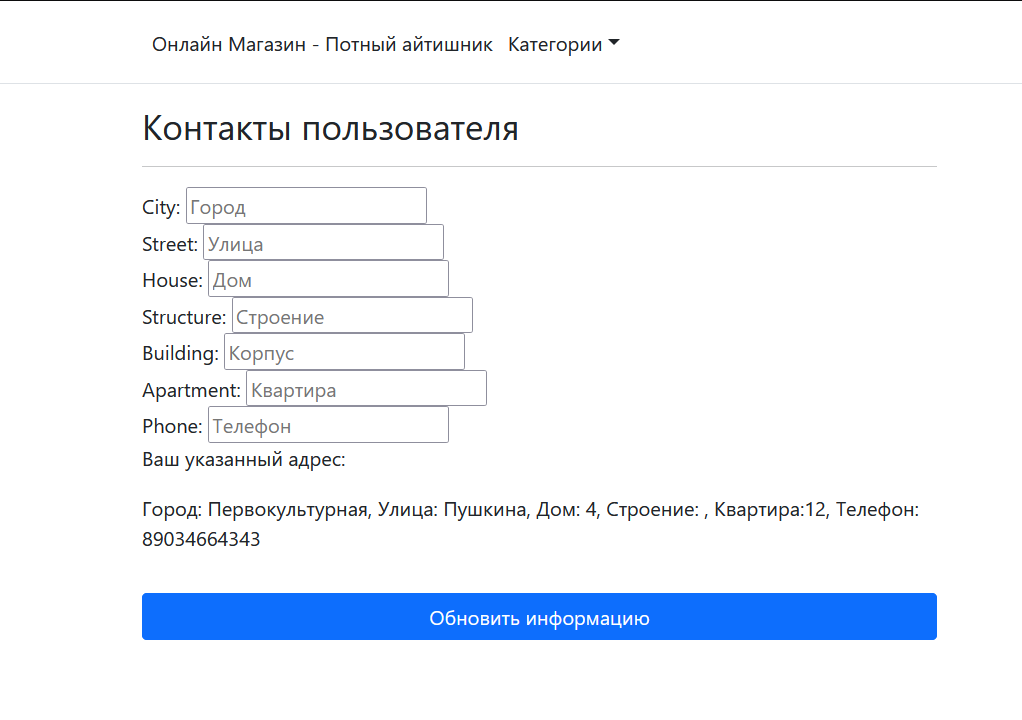 Онлайн Магазин - Потный айтишник Категории
Контакты пользователя
City: Город
Street: Улица
House: Дом
Structure: Строение
Building: Корпус
Apartment: Квартира
Phone: Телефон
Ваш указанный адрес:
Город: Первокультурная, Улица: Пушкина, Дом: 4, Строение: , Квартира:12, Телефон:
89034664343
Обновить информацию